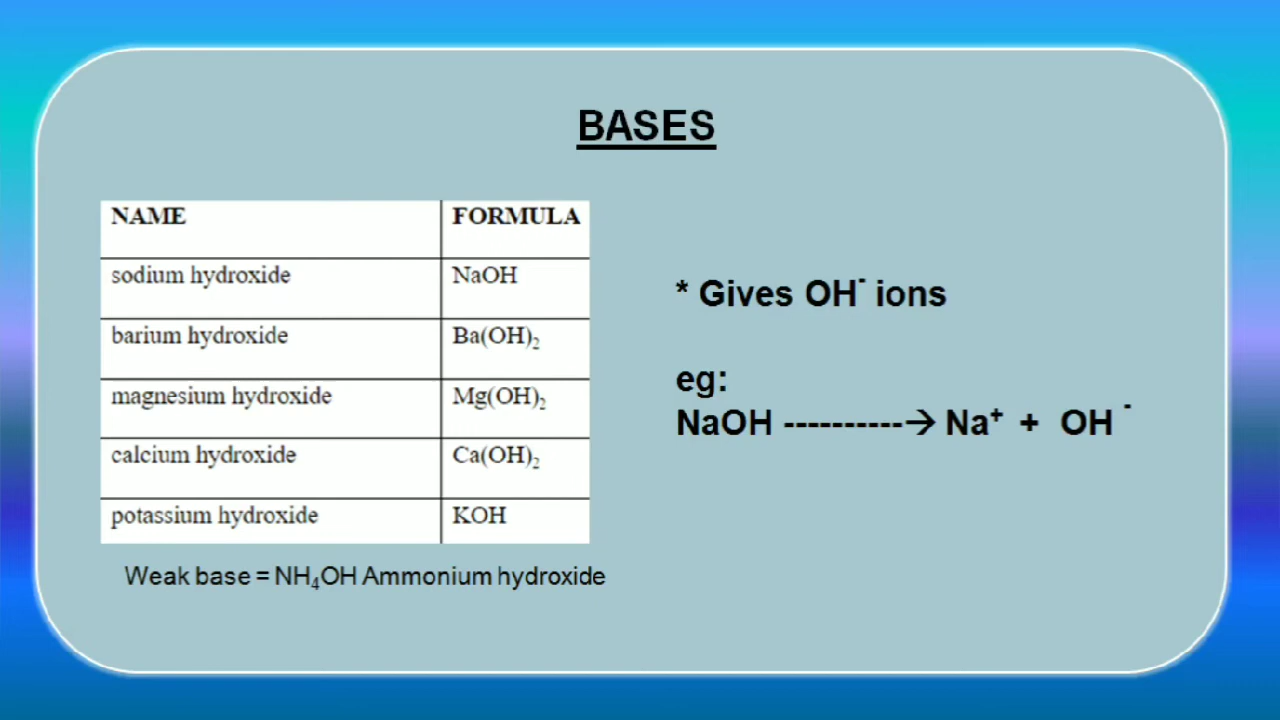 BASES
NAME FORMULA
sodium hydroxide NaOH
barium hydroxide Ba(OH)₂
magnesium hydroxide Mg(OH)₂
calcium hydroxide Ca(OH)₂
potassium hydroxide KOH
Weak base = NH₄OH Ammonium hydroxide
* Gives OH⁻ ions
eg:
NaOH ----------→ Na⁺ + OH ⁻